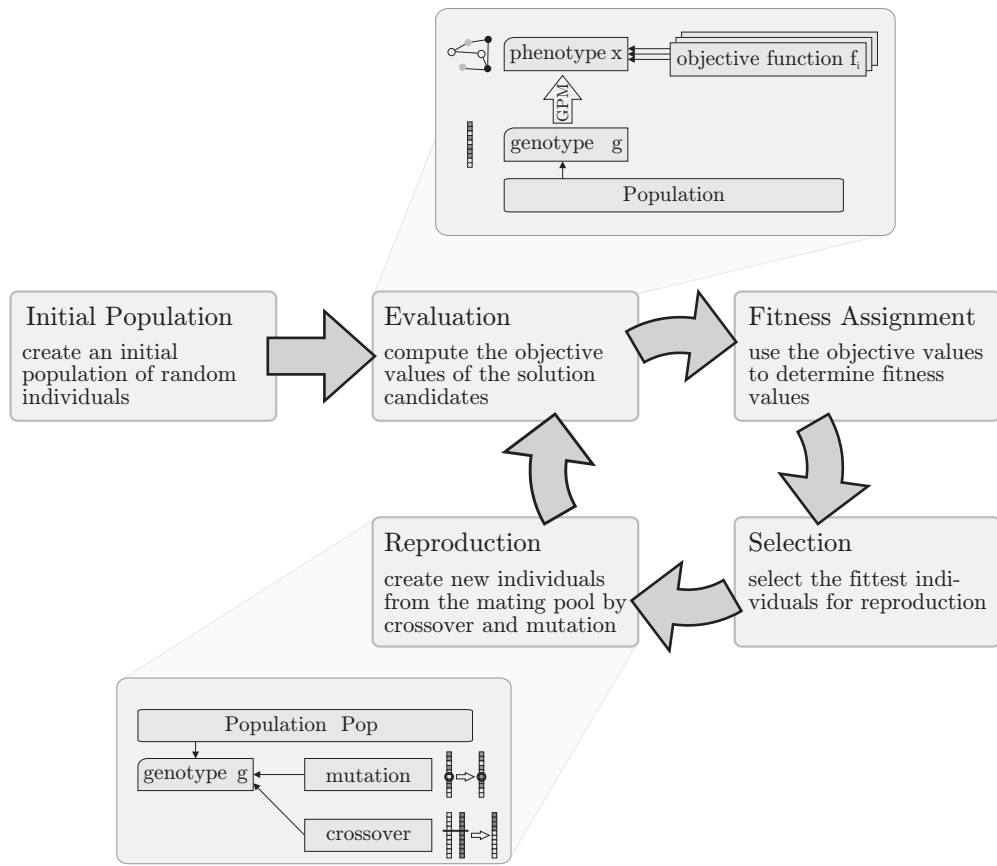 phenotype x
objective function fi
GPM
genotype g
Population
Initial Population
create an initial
population of random
individuals
Evaluation
compute the objective
values of the solution
candidates
Fitness Assignment
use the objective values
to determine fitness
values
Reproduction
create new individuals
from the mating pool by
crossover and mutation
Selection
select the fittest indi-
viduals for reproduction
Population Pop
genotype g
mutation
crossover